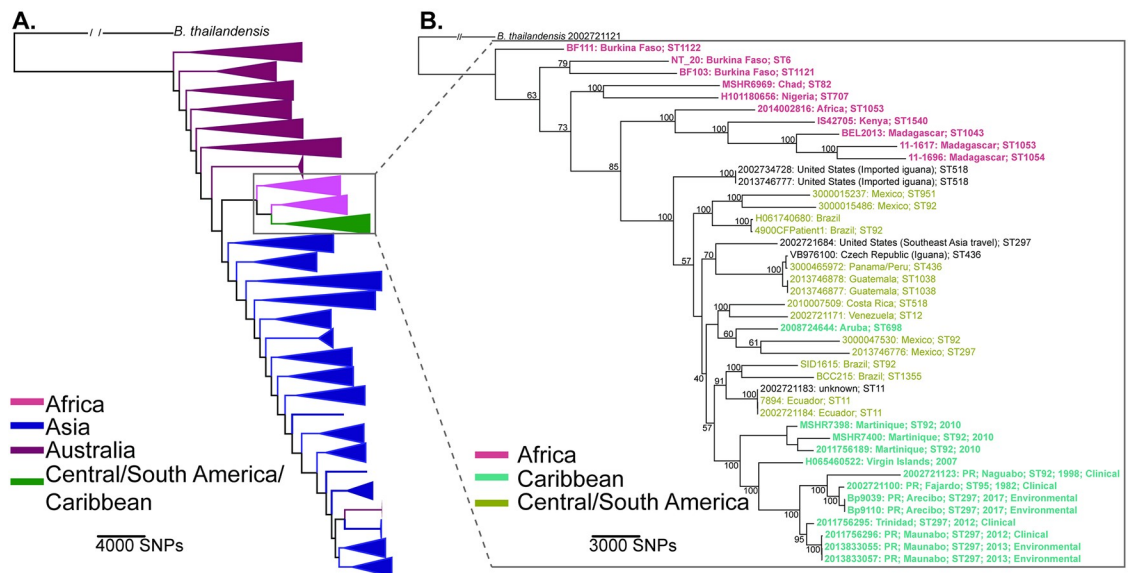 A.
B. thailandensis
Africa
Asia
Australia
Central/South America/
Caribbean
4000 SNPs
B.
B. thailandensis 2002721121
BF111: Burkina Faso; ST1122
NT_20: Burkina Faso; ST6
79
BF103: Burkina Faso; ST1121
63
MSHR6969: Chad; ST82
100
H101180656: Nigeria; ST707
73
2014002816: Africa; ST1053
100
IS42705: Kenya; ST1540
100
BEL2013: Madagascar; ST1043
100
11-1617: Madagascar; ST1053
100
11-1696: Madagascar; ST1054
85
2002734728: United States (Imported iguana); ST518
100
2013746777: United States (Imported iguana); ST518
3000015237: Mexico; ST951
100
3000015486: Mexico; ST92
100
H061740680: Brazil
100
4900CFPatient1: Brazil; ST92
100
2002721684: United States (Southeast Asia travel); ST297
70
VB976100: Czech Republic (Iguana); ST436
57
3000465972: Panama/Peru; ST436
100
2013746878: Guatemala; ST1038
2013746877: Guatemala; ST1038
2010007509: Costa Rica; ST518
100
2002721171: Venezuela; ST12
100
2008724644: Aruba; ST698
60
3000047530: Mexico; ST92
61
2013746776: Mexico; ST297
SID1615: Brazil; ST92
40
BCC215: Brazil; ST1355
91
2002721183: unknown; ST11
100
7894: Ecuador; ST11
2002721184: Ecuador; ST11
57
MSHR7398: Martinique; ST92; 2010
MSHR7400: Martinique; ST92; 2010
100
2011756189: Martinique; ST92; 2010
100
H065460522: Virgin Islands; 2007
2002721123: PR; Naguabo; ST92; 1998; Clinical
100
2002721100: PR; Fajardo; ST95; 1982; Clinical
100
Bp9039: PR; Arecibo; ST297; 2017; Environmental
100
Bp9110: PR; Arecibo; ST297; 2017; Environmental
100
2011756295: Trinidad; ST297; 2012; Clinical
2011756296: PR; Maunabo; ST297; 2012; Clinical
95
2013833055: PR; Maunabo; ST297; 2013; Environmental
100
2013833057: PR; Maunabo; ST297; 2013; Environmental
Africa
Caribbean
Central/South America
3000 SNPs